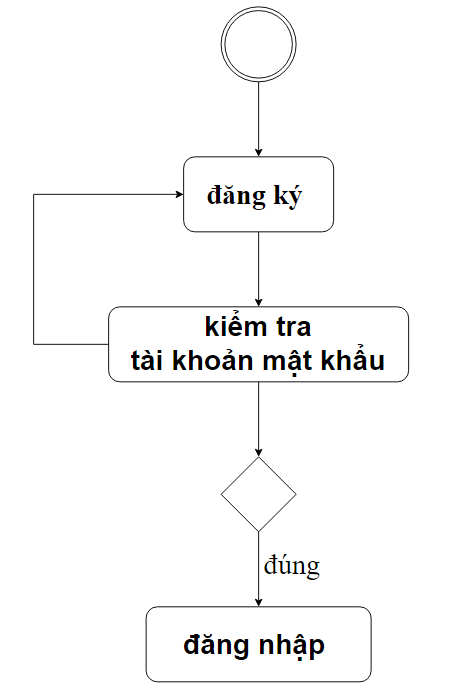 đăng ký
kiểm tra
tài khoản mật khẩu
đúng
đăng nhập